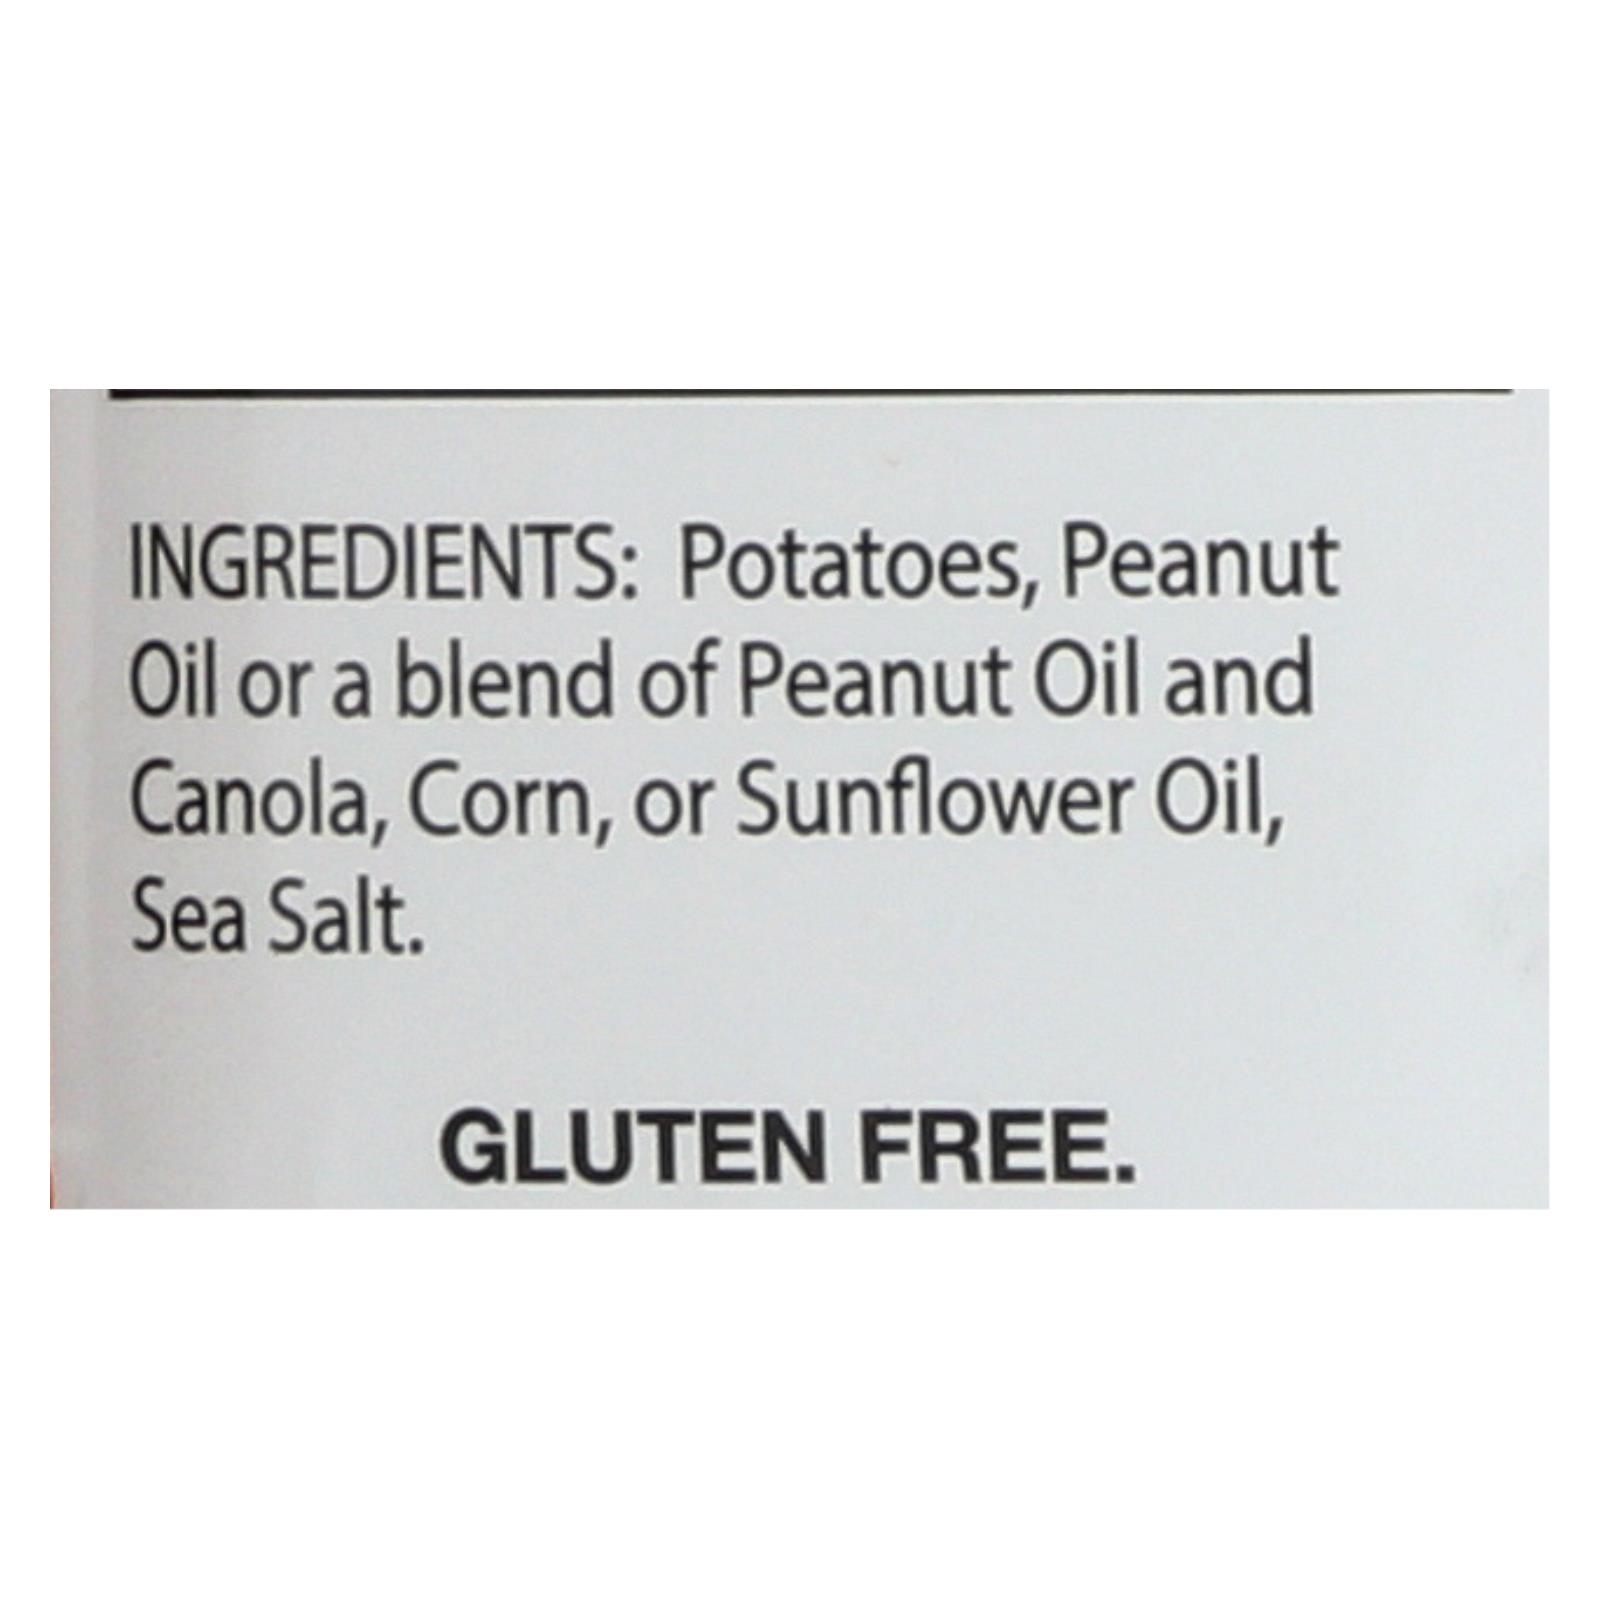 INGREDIENTS: Potatoes, Peanut
Oil or a blend of Peanut Oil and
Canola, Corn, or Sunflower Oil,
Sea Salt.
GLUTEN FREE.